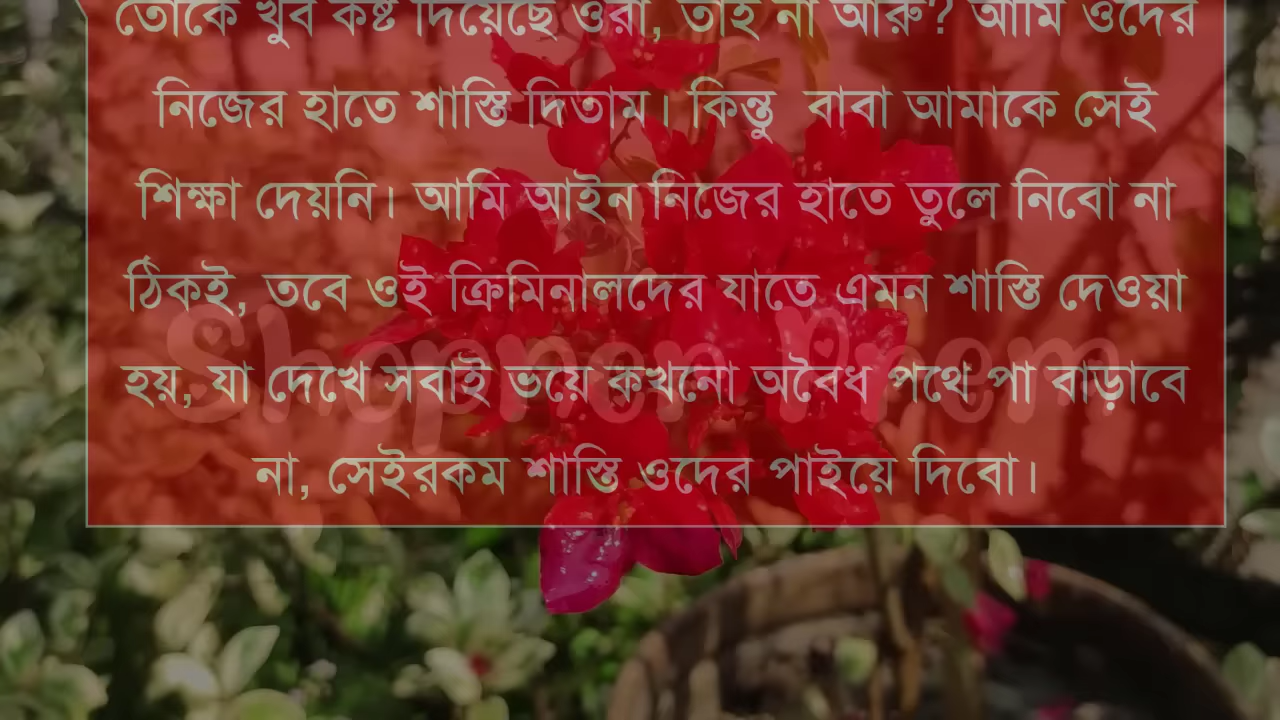 তোকে খুব কষ্ট দিয়েছে ওরা, তাই না আরু? আমি ওদের
নিজের হাতে শাস্তি দিতাম। কিন্তু বাবা আমাকে সেই
শিক্ষা দেয়নি। আমি আইন নিজের হাতে তুলে নিবো না
ঠিকই, তবে ওই ক্রিমিনালদের যাতে এমন শাস্তি দেওয়া
Shopner Prem
হয়, যা দেখে সবাই ভয়ে কখনো অবৈধ পথে পা বাড়াবে
না, সেইরকম শাস্তি ওদের পাইয়ে দিবো।